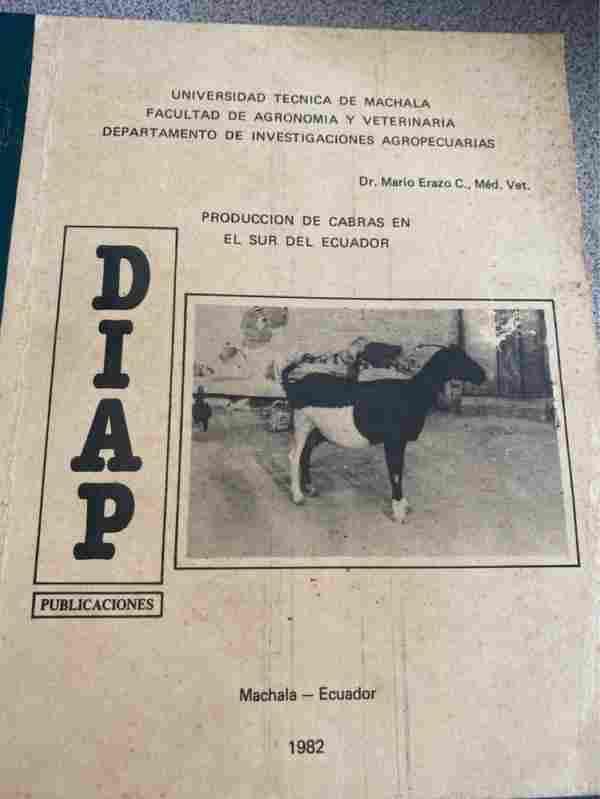 UNIVERSIDAD TECNICA DE MACHALA
FACULTAD DE AGRONOMIA Y VETERINARIA
DEPARTAMENTO DE INVESTIGACIONES AGROPECUARIAS
Dr. Mario Erazo C., Méd. Vet.
PRODUCCION DE CABRAS EN
EL SUR DEL ECUADOR
DIAP
PUBLICACIONES
Machala — Ecuador
1982